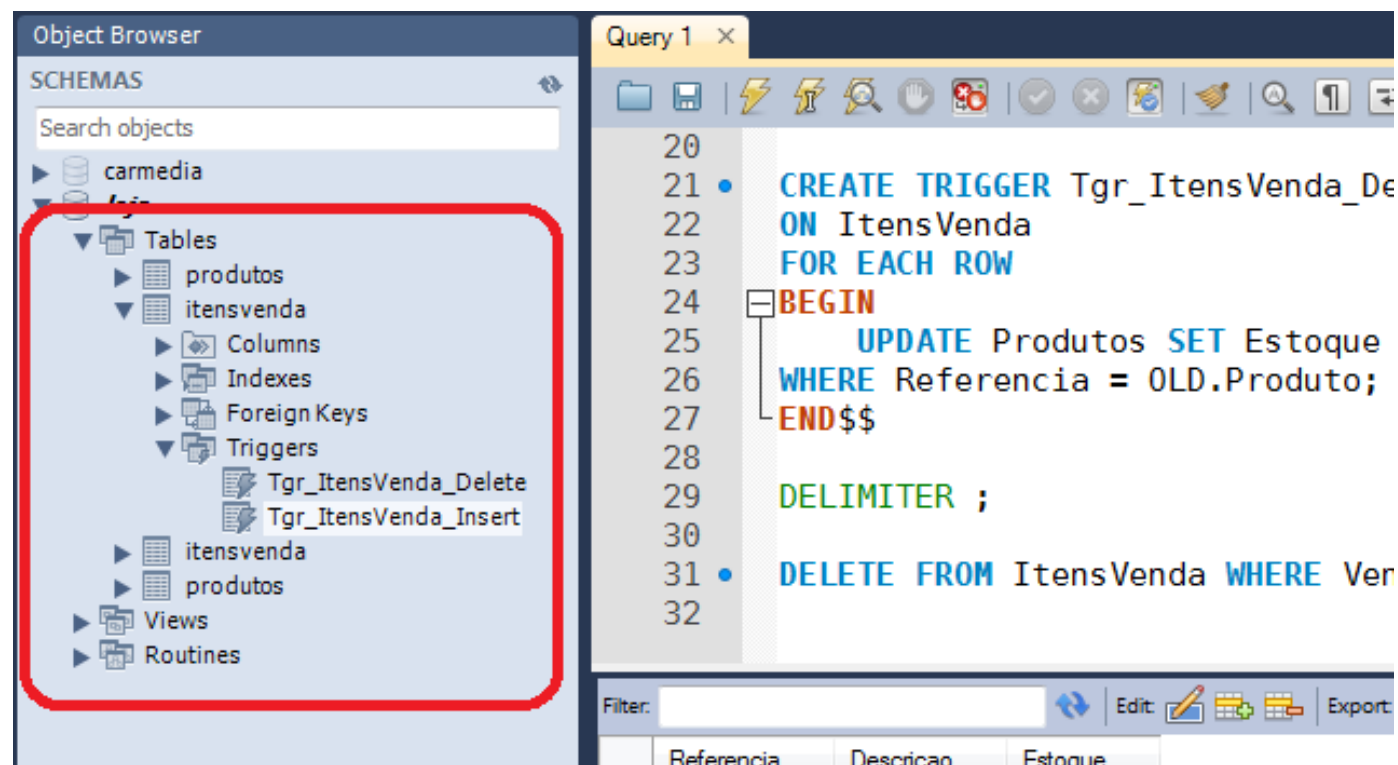 Object Browser
SCHEMAS
Search objects
carmedia
Tables
produtos
itensvenda
Columns
Indexes
Foreign Keys
Triggers
Tgr_ItensVenda_Delete
Tgr_ItensVenda_Insert
itensvenda
produtos
Views
Routines
Query 1
20
21 CREATE TRIGGER Tgr_ItensVenda_De
22 ON ItensVenda
23 FOR EACH ROW
24 BEGIN
25 UPDATE Produtos SET Estoque
26 WHERE Referencia = OLD.Produto;
27 END$$
28
29 DELIMITER ;
30
31 DELETE FROM ItensVenda WHERE Ven
32
Filter: Edit: Export:
Referencia Descricao Estoque